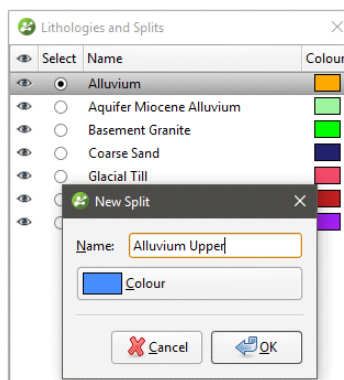 Lithologies and Splits
Select Name Colour
Alluvium
Aquifer Miocene Alluvium
Basement Granite
Coarse Sand
Glacial Till
New Split
Name: Alluvium Upper
Colour
Cancel OK